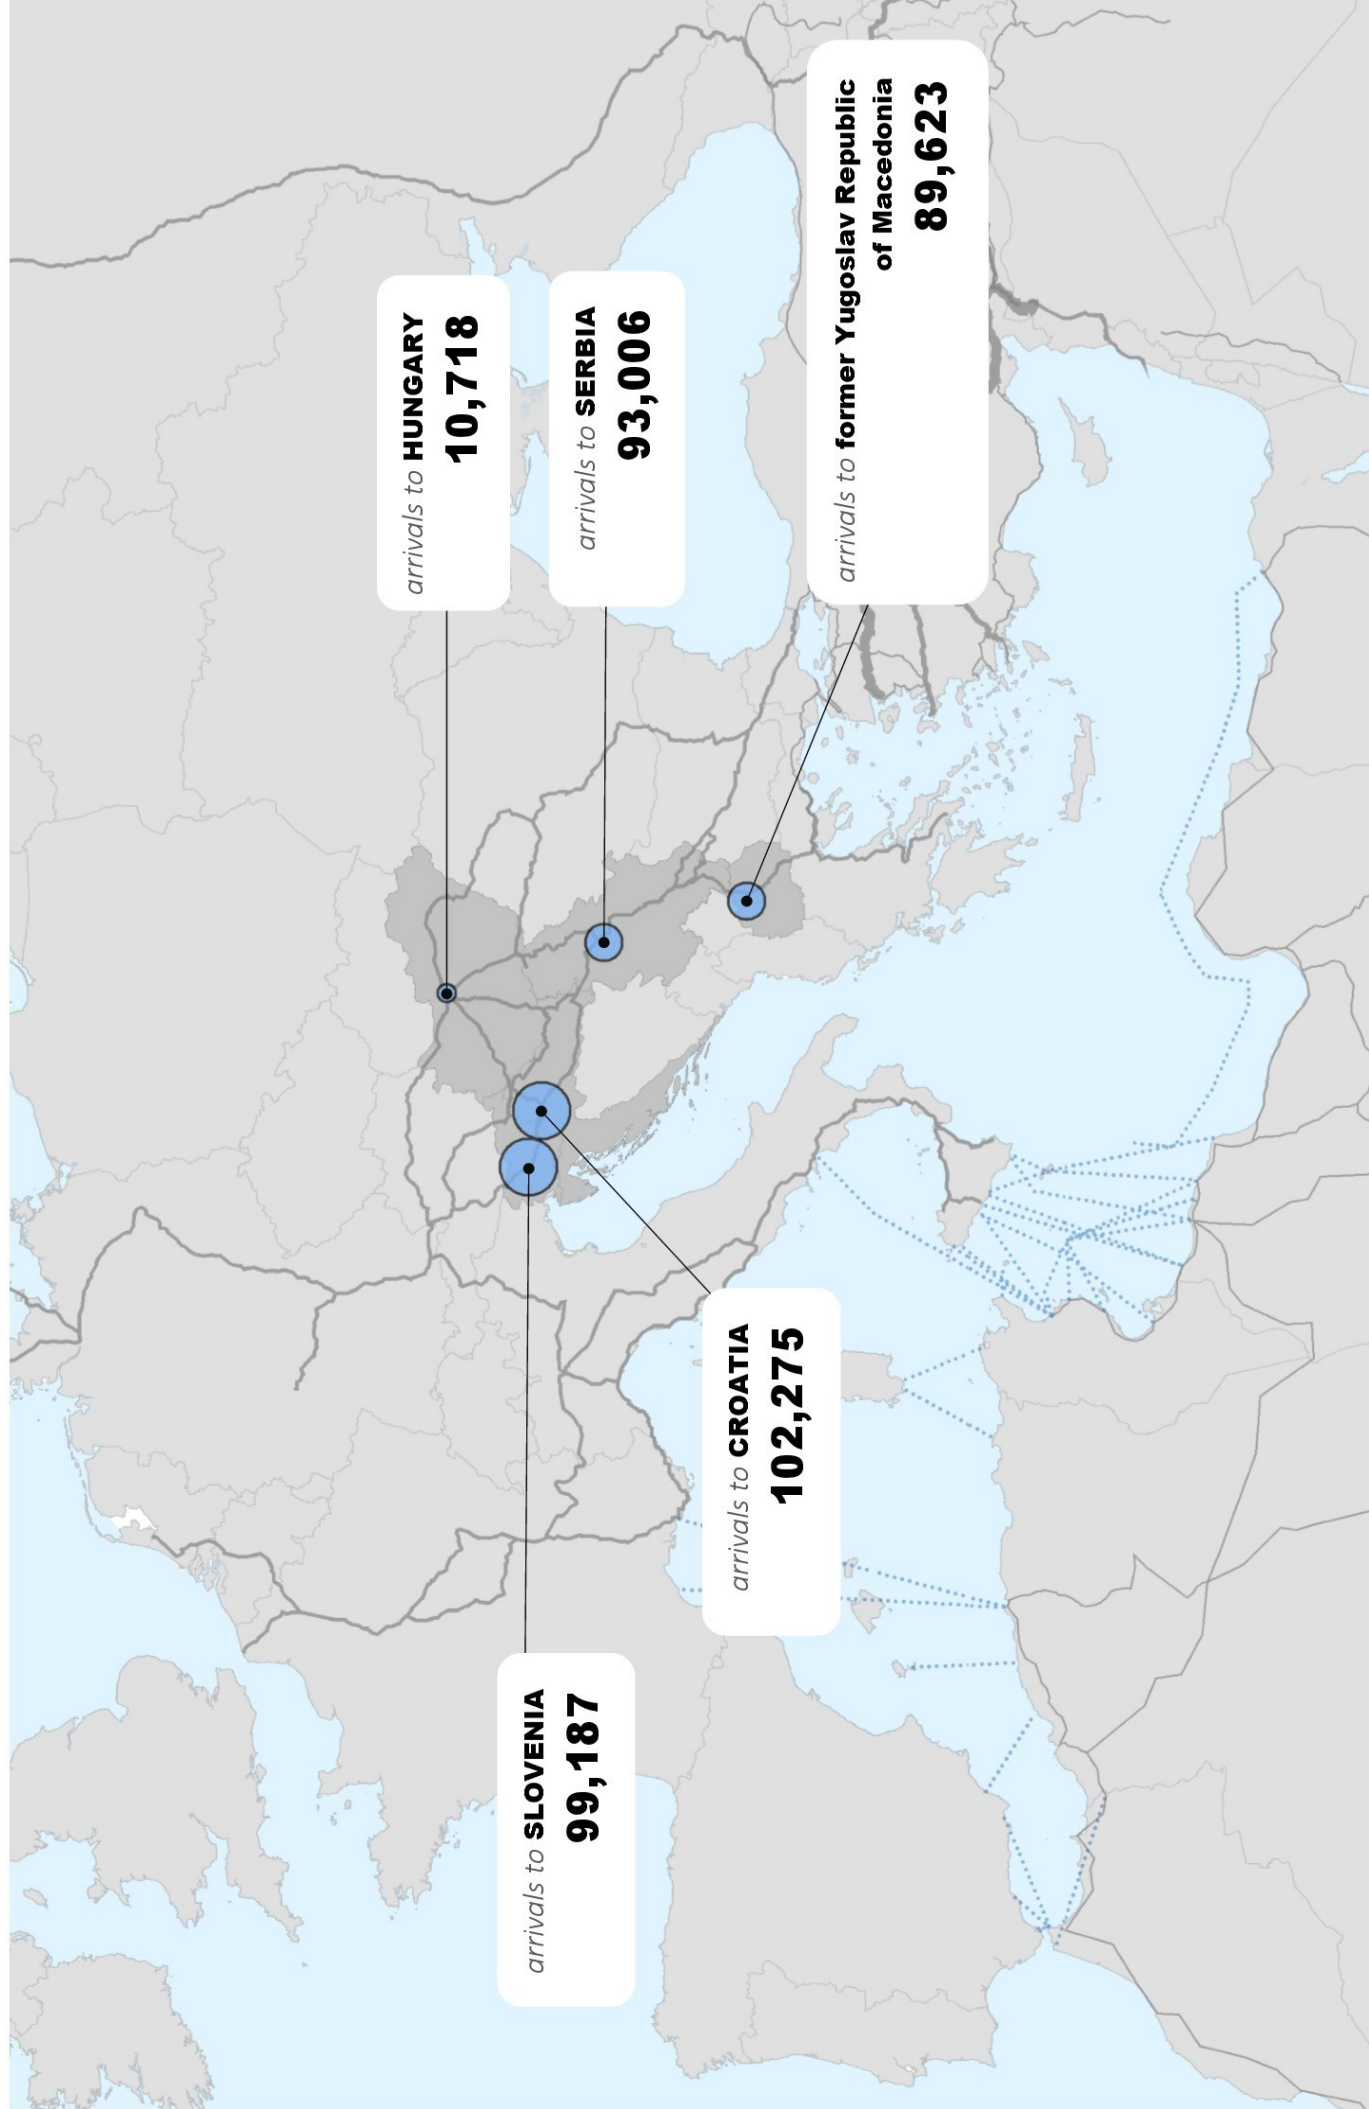 arrivals to HUNGARY
10,718
arrivals to SERBIA
93,006
arrivals to former Yugoslav Republic
of Macedonia
89,623
arrivals to SLOVENIA
99,187
arrivals to CROATIA
102,275